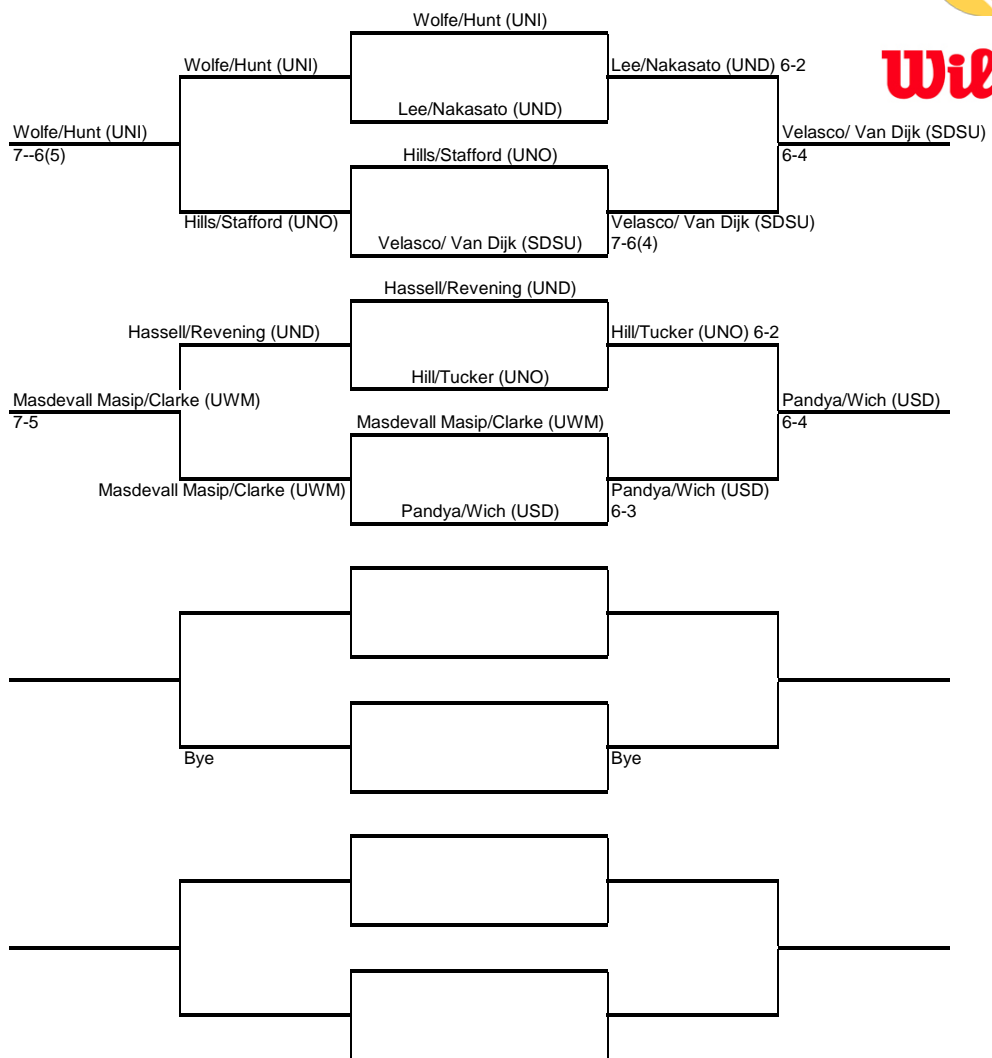 Wolfe/Hunt (UNI)
Wolfe/Hunt (UNI)
Lee/Nakasato (UND) 6-2
Lee/Nakasato (UND)
Wolfe/Hunt (UNI)
7--6(5)
Velasco/ Van Dijk (SDSU)
6-4
Hills/Stafford (UNO)
Hills/Stafford (UNO)
Velasco/ Van Dijk (SDSU)
7-6(4)
Velasco/ Van Dijk (SDSU)
Hassell/Revening (UND)
Hassell/Revening (UND)
Hill/Tucker (UNO) 6-2
Hill/Tucker (UNO)
Masdevall Masip/Clarke (UWM)
7-5
Pandya/Wich (USD)
6-4
Masdevall Masip/Clarke (UWM)
Masdevall Masip/Clarke (UWM)
Pandya/Wich (USD)
6-3
Pandya/Wich (USD)
Bye
Bye